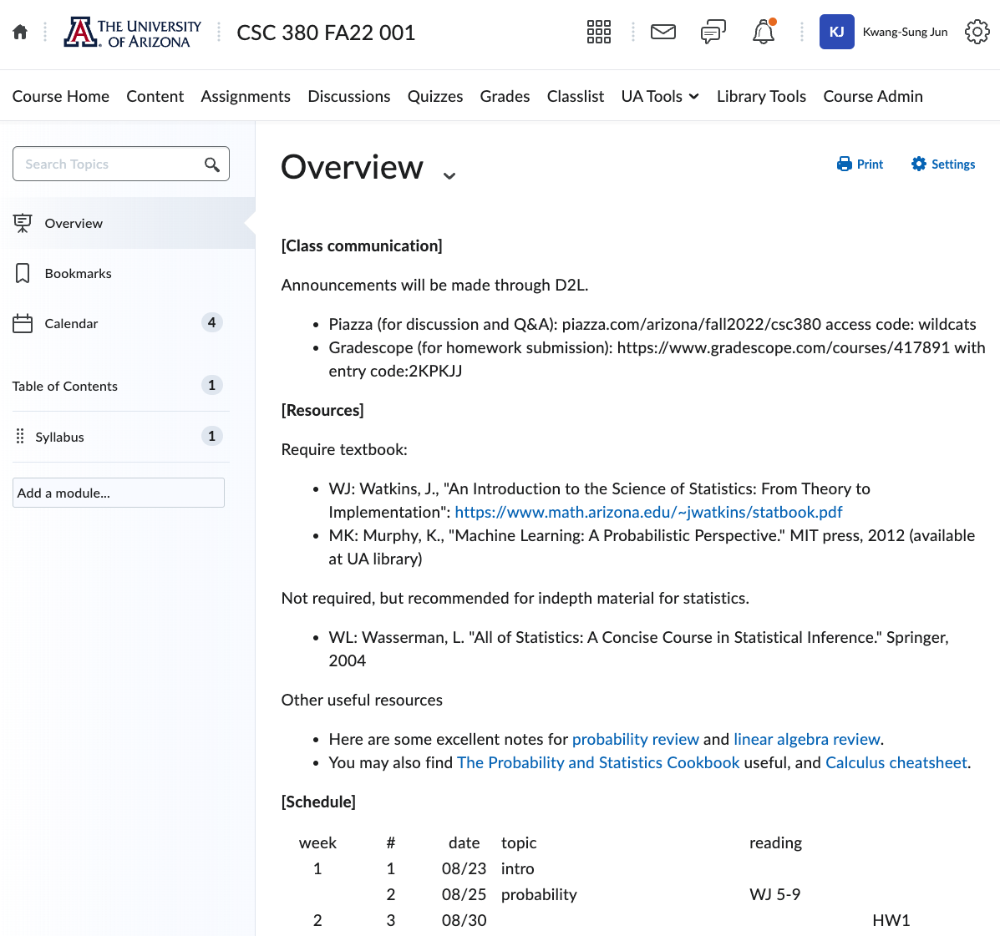 THE UNIVERSITY
OF ARIZONA
CSC 380 FA22 001
KJ
Kwang-Sung Jun
Course Home
Content
Assignments
Discussions
Quizzes
Grades
Classlist
UA Tools
Library Tools
Course Admin
Search Topics
Overview
Bookmarks
Calendar 4
Table of Contents 1
Syllabus 1
Add a module...
Overview
Print
Settings
[Class communication]
Announcements will be made through D2L.
• Piazza (for discussion and Q&A): piazza.com/arizona/fall2022/csc380 access code: wildcats
• Gradescope (for homework submission): https://www.gradescope.com/courses/417891 with
entry code:2KPKJJ
[Resources]
Require textbook:
• WJ: Watkins, J., "An Introduction to the Science of Statistics: From Theory to
Implementation": https://www.math.arizona.edu/~jwatkins/statbook.pdf
• MK: Murphy, K., "Machine Learning: A Probabilistic Perspective." MIT press, 2012 (available
at UA library)
Not required, but recommended for indepth material for statistics.
• WL: Wasserman, L. "All of Statistics: A Concise Course in Statistical Inference." Springer,
2004
Other useful resources
• Here are some excellent notes for probability review and linear algebra review.
• You may also find The Probability and Statistics Cookbook useful, and Calculus cheatsheet.
[Schedule]
week # date topic reading
1 1 08/23 intro
2 08/25 probability WJ 5-9
2 3 08/30 HW1